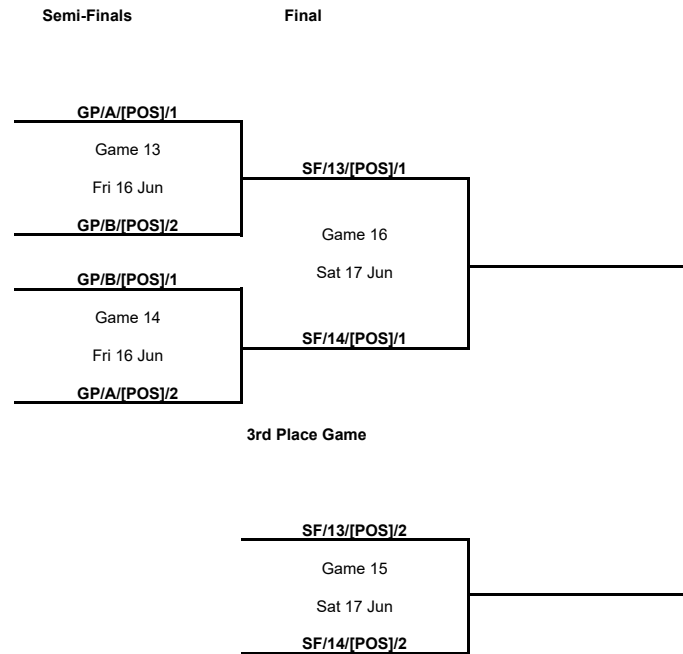 Semi-Finals Final
GP/A/[POS]/1
Game 13
Fri 16 Jun
GP/B/[POS]/2
GP/B/[POS]/1
Game 14
Fri 16 Jun
GP/A/[POS]/2
SF/13/[POS]/1
Game 16
Sat 17 Jun
SF/14/[POS]/1
3rd Place Game
SF/13/[POS]/2
Game 15
Sat 17 Jun
SF/14/[POS]/2